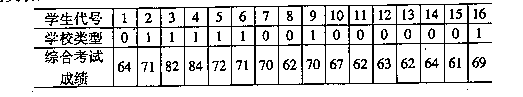 学生代号 1 2 3 4 5 6 7 8 9 10 11 12 13 14 15 16
学校类型 0 1 1 1 1 1 0 0 1 0 0 0 0 0 0 1
综合考试成绩 64 71 82 84 72 71 70 62 70 67 62 63 62 64 61 69